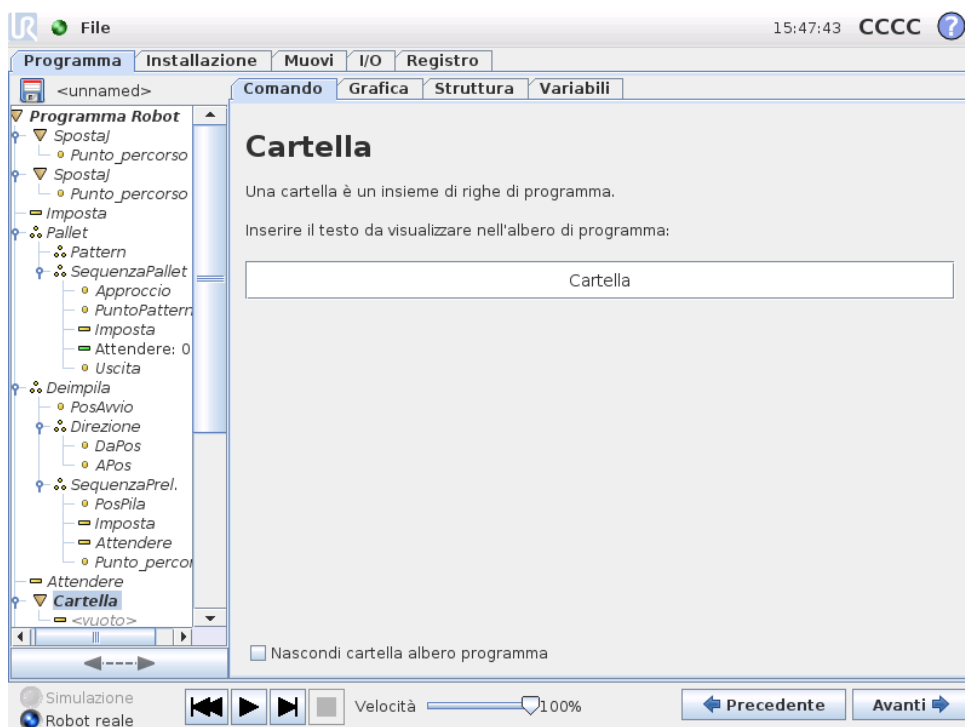 UR File 15:47:43 CCCC ?
Programma Installazione Muovi I/O Registro
<unnamed>
Comando Grafica Struttura Variabili
Programma Robot
SpostaJ
Punto_percorso
SpostaJ
Punto_percorso
Imposta
Pallet
Pattern
SequenzaPallet
Approccio
PuntoPattern
Imposta
Attendere: 0
Uscita
Deimpila
PosAvvio
Direzione
DaPos
APos
SequenzaPrel.
PosPila
Imposta
Attendere
Punto_percor
Attendere
Cartella
<vuoto>
Cartella
Una cartella è un insieme di righe di programma.
Inserire il testo da visualizzare nell'albero di programma:
Cartella
Nascondi cartella albero programma
Simulazione
Robot reale
Velocità 100%
Precedente Avanti